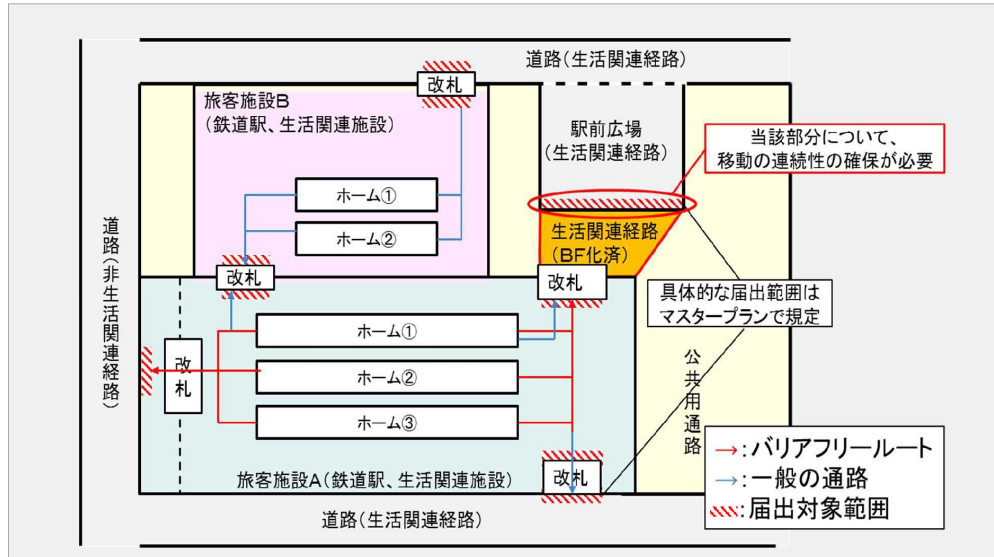 道路(生活関連経路)
改札
旅客施設B
(鉄道駅、生活関連施設)
駅前広場
(生活関連経路)
当該部分について、
移動の連続性の確保が必要
ホーム①
ホーム②
生活関連経路
(BF化済)
道路(非生活関連経路)
改札
改札
具体的な届出範囲は
マスタープランで規定
ホーム①
改札
ホーム②
ホーム③
公共用通路
旅客施設A(鉄道駅、生活関連施設)
改札
道路(生活関連経路)
→:バリアフリールート
→:一般の通路
:届出対象範囲